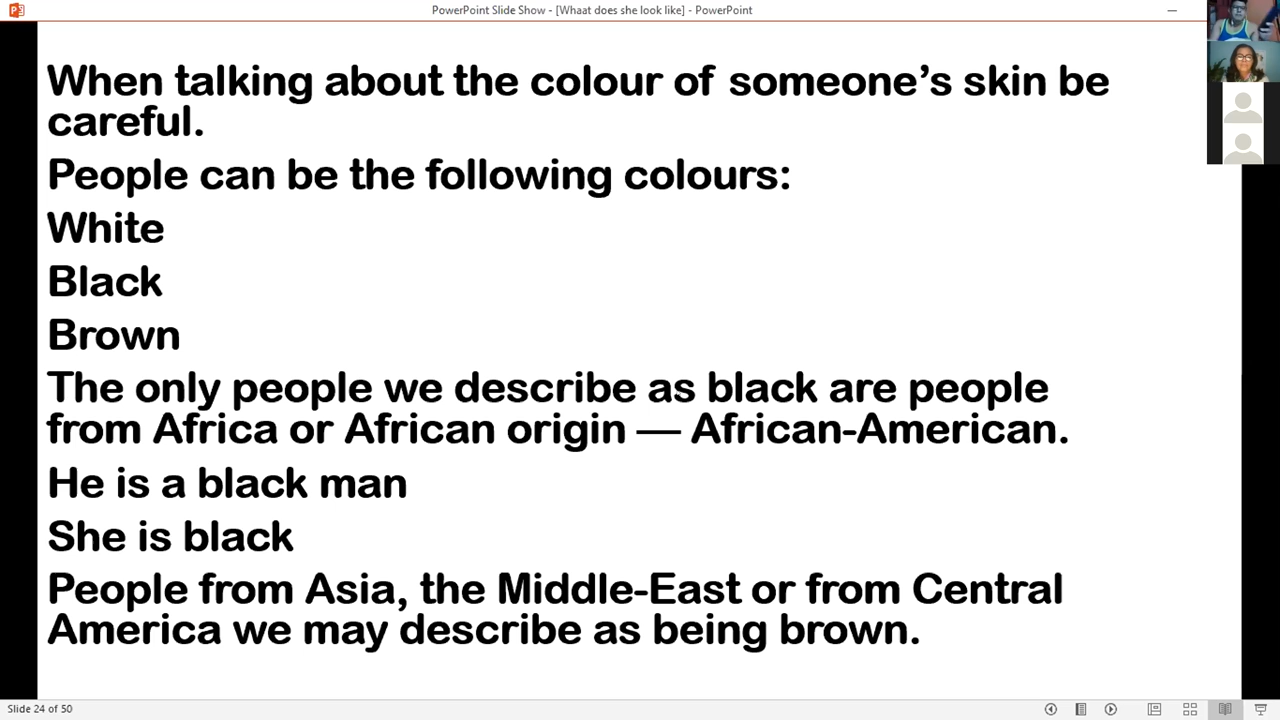 PowerPoint Slide Show - [Whaat does she look like] - PowerPoint
When talking about the colour of someone’s skin be
careful.
People can be the following colours:
White
Black
Brown
The only people we describe as black are people
from Africa or African origin — African-American.
He is a black man
She is black
People from Asia, the Middle-East or from Central
America we may describe as being brown.
Slide 24 of 50